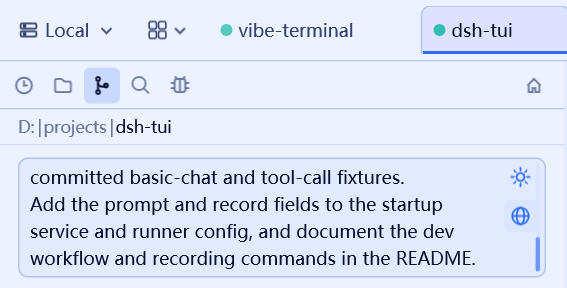 Local
vibe-terminal
dsh-tui
D:|projects|dsh-tui
committed basic-chat and tool-call fixtures.
Add the prompt and record fields to the startup
service and runner config, and document the dev
workflow and recording commands in the README.